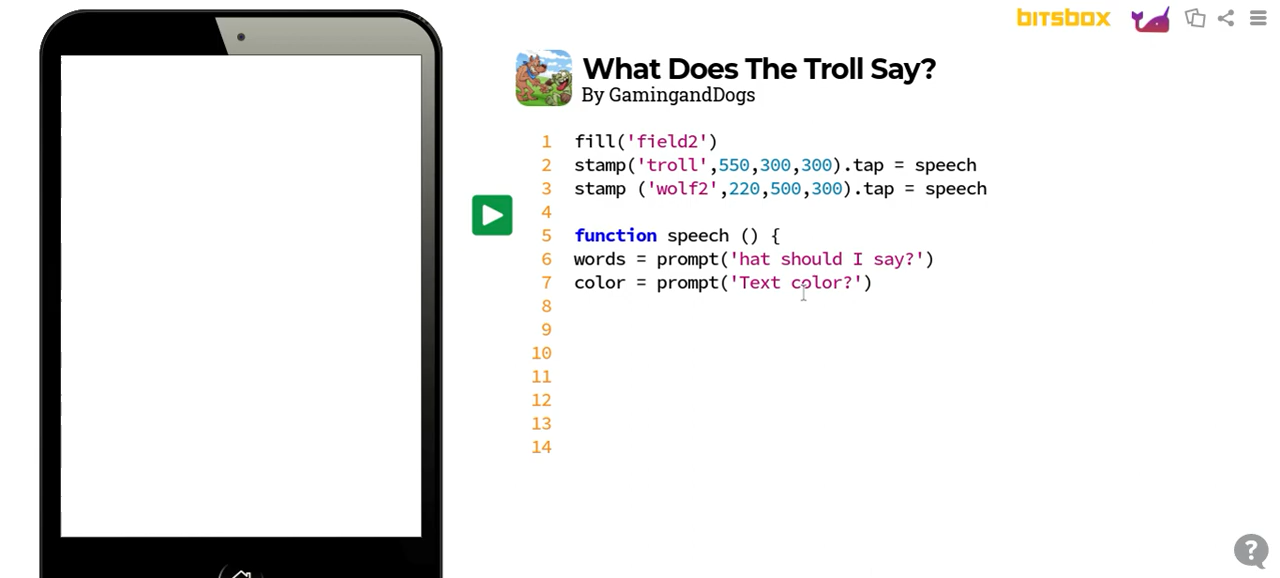 bitsbox
What Does The Troll Say?
By GamingandDogs
1 fill('field2')
2 stamp('troll',550,300,300).tap = speech
3 stamp ('wolf2',220,500,300).tap = speech
4
5 function speech () {
6 words = prompt('hat should I say?')
7 color = prompt('Text color?')
8
9
10
11
12
13
14
?